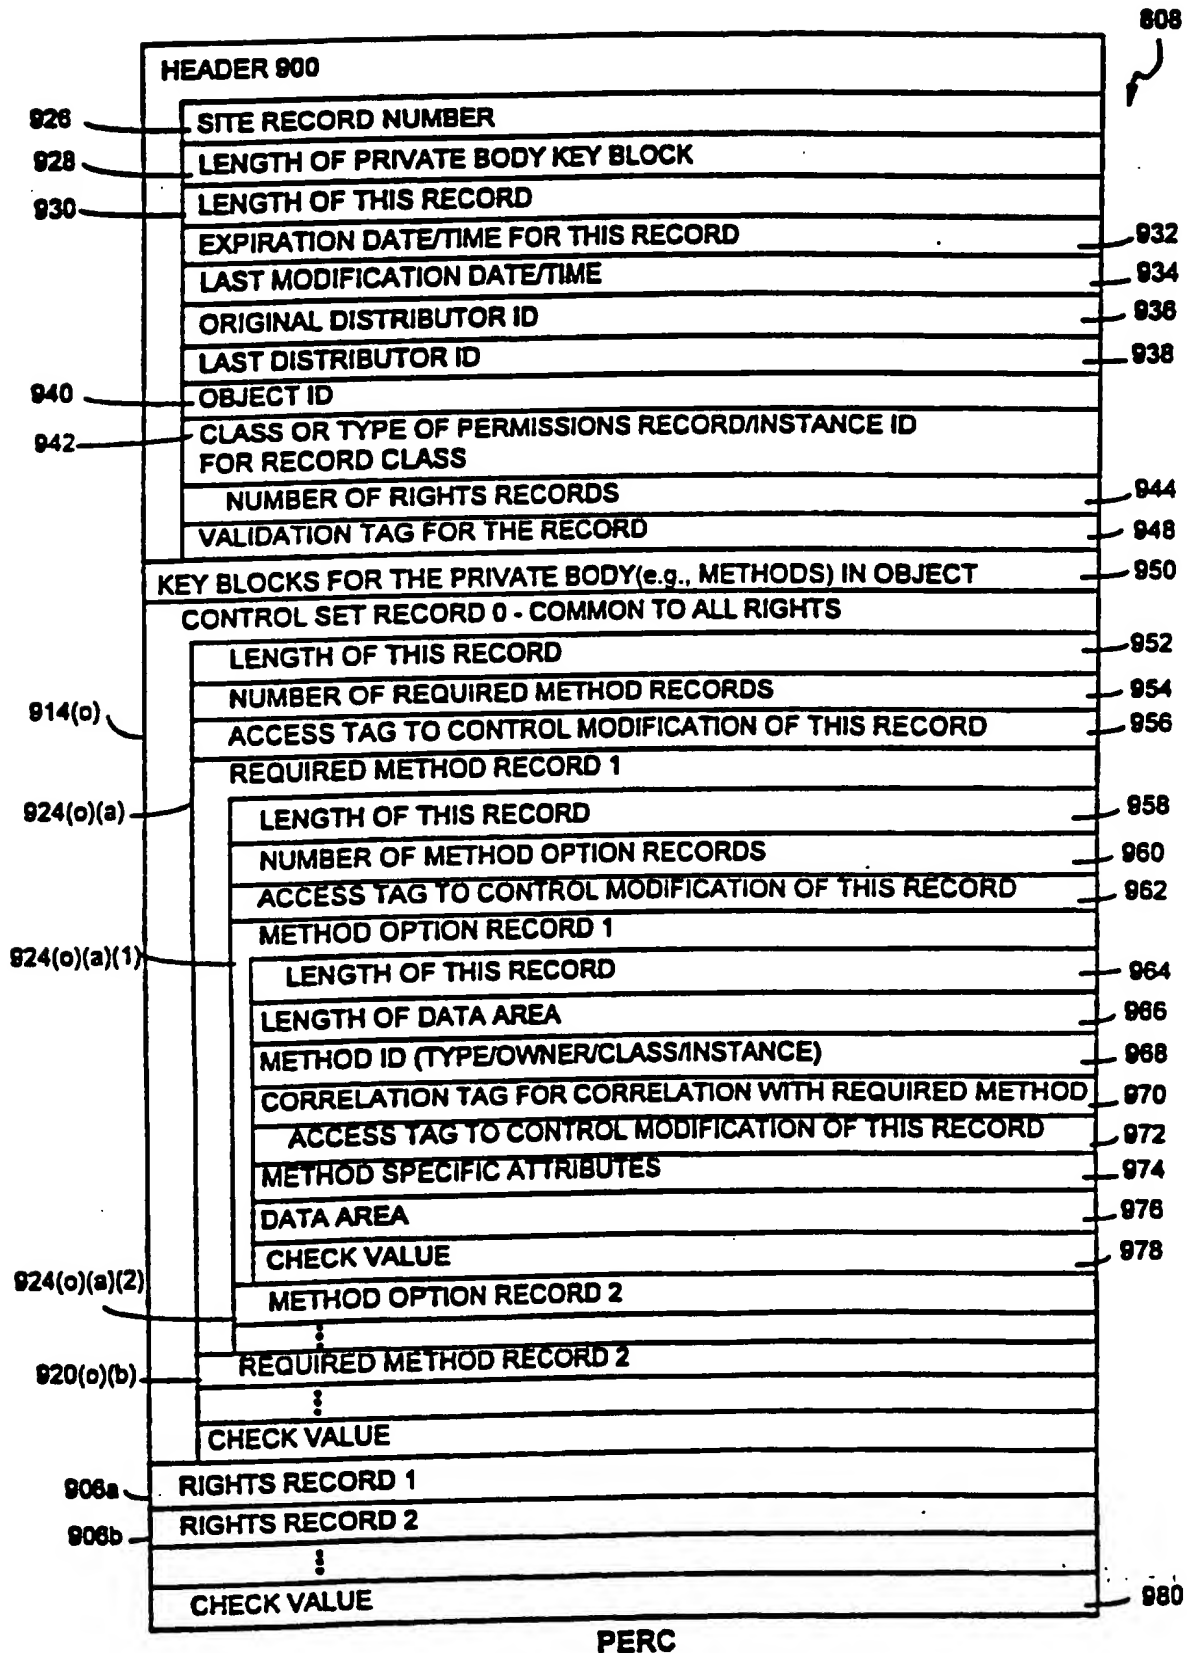 808
HEADER 900
926 SITE RECORD NUMBER
928 LENGTH OF PRIVATE BODY KEY BLOCK
930 LENGTH OF THIS RECORD
EXPIRATION DATE/TIME FOR THIS RECORD 932
LAST MODIFICATION DATE/TIME 934
ORIGINAL DISTRIBUTOR ID 936
LAST DISTRIBUTOR ID 938
940 OBJECT ID
942 CLASS OR TYPE OF PERMISSIONS RECORD/INSTANCE ID
FOR RECORD CLASS
NUMBER OF RIGHTS RECORDS 944
VALIDATION TAG FOR THE RECORD 948
KEY BLOCKS FOR THE PRIVATE BODY(e.g., METHODS) IN OBJECT 950
CONTROL SET RECORD 0 - COMMON TO ALL RIGHTS
LENGTH OF THIS RECORD 952
NUMBER OF REQUIRED METHOD RECORDS 954
914(o) ACCESS TAG TO CONTROL MODIFICATION OF THIS RECORD 956
REQUIRED METHOD RECORD 1
924(o)(a) LENGTH OF THIS RECORD 958
NUMBER OF METHOD OPTION RECORDS 960
ACCESS TAG TO CONTROL MODIFICATION OF THIS RECORD 962
METHOD OPTION RECORD 1
924(o)(a)(1) LENGTH OF THIS RECORD 964
LENGTH OF DATA AREA 966
METHOD ID (TYPE/OWNER/CLASS/INSTANCE) 968
CORRELATION TAG FOR CORRELATION WITH REQUIRED METHOD 970
ACCESS TAG TO CONTROL MODIFICATION OF THIS RECORD 972
METHOD SPECIFIC ATTRIBUTES 974
DATA AREA 976
CHECK VALUE 978
924(o)(a)(2) METHOD OPTION RECORD 2
920(o)(b) REQUIRED METHOD RECORD 2
CHECK VALUE
906a RIGHTS RECORD 1
906b RIGHTS RECORD 2
CHECK VALUE 980
PERC